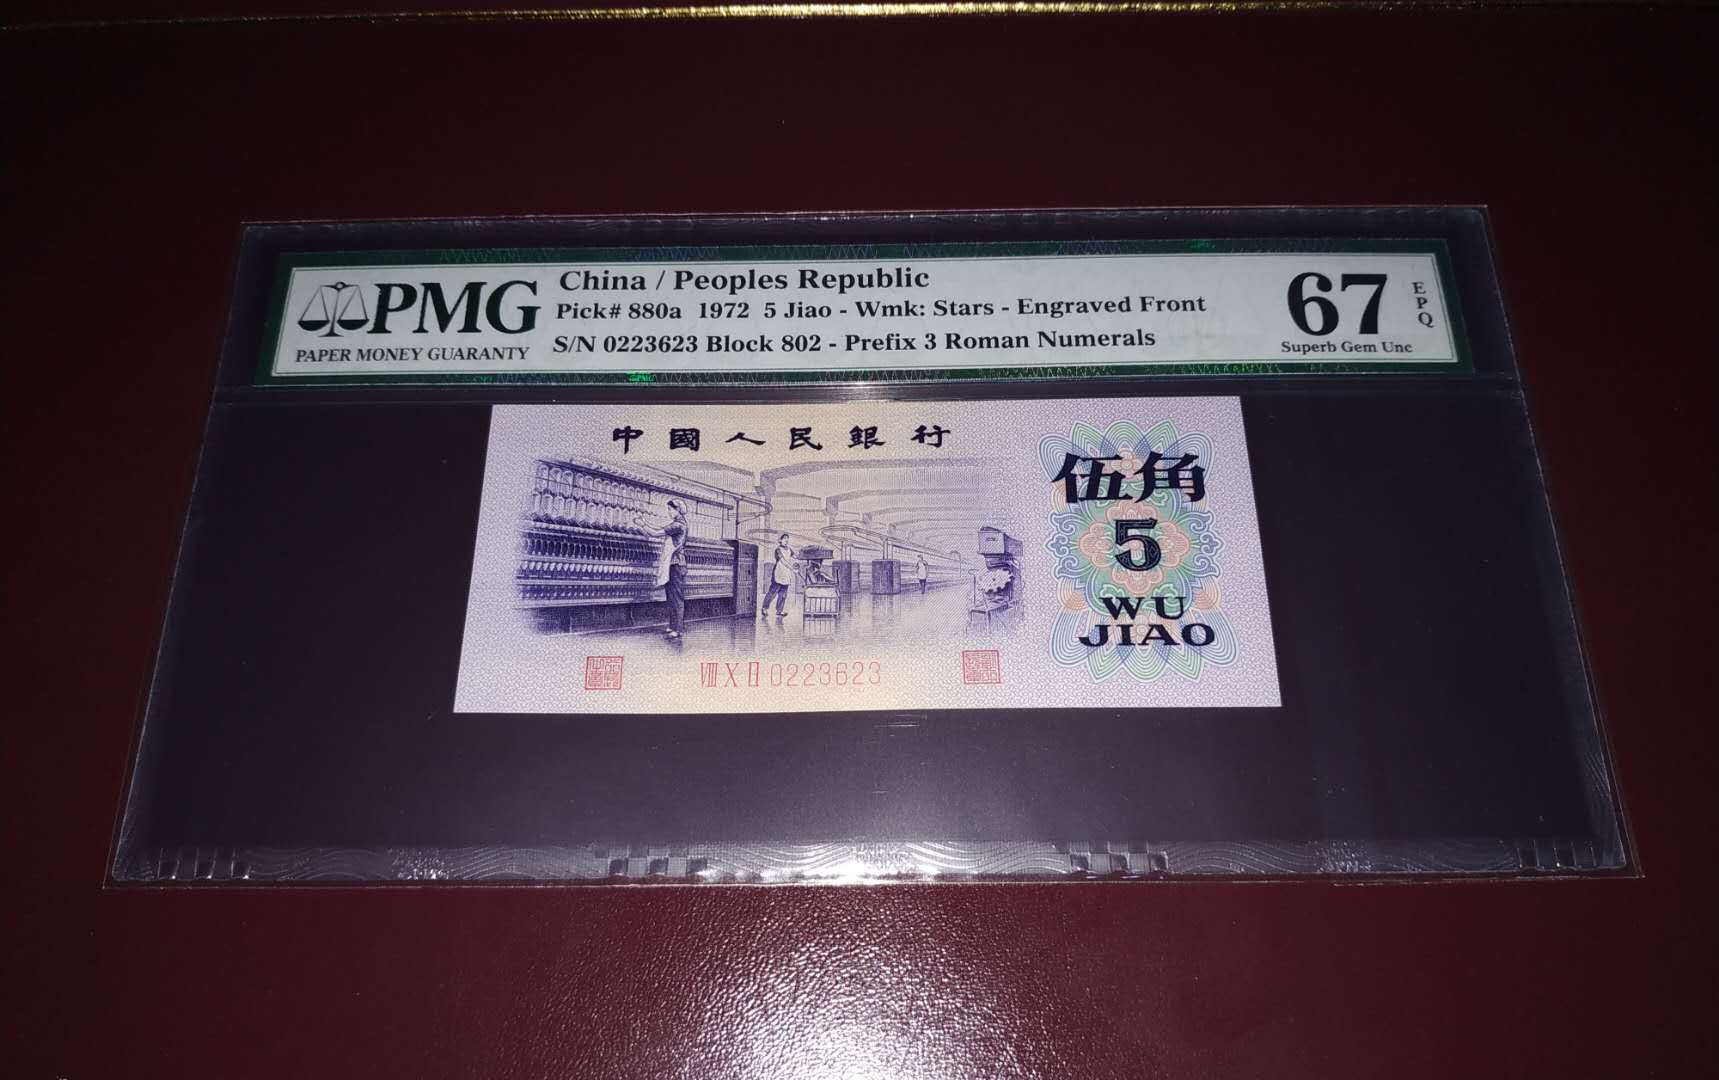 PMG
PAPER MONEY GUARANTY
China / Peoples Republic
Pick# 880a 1972 5 Jiao - Wmk: Stars - Engraved Front
S/N 0223623 Block 802 - Prefix 3 Roman Numerals
67
EPQ
Superb Gem Unc
中國人民銀行
伍角
5
WU
JIAO
VIII X II 0223623